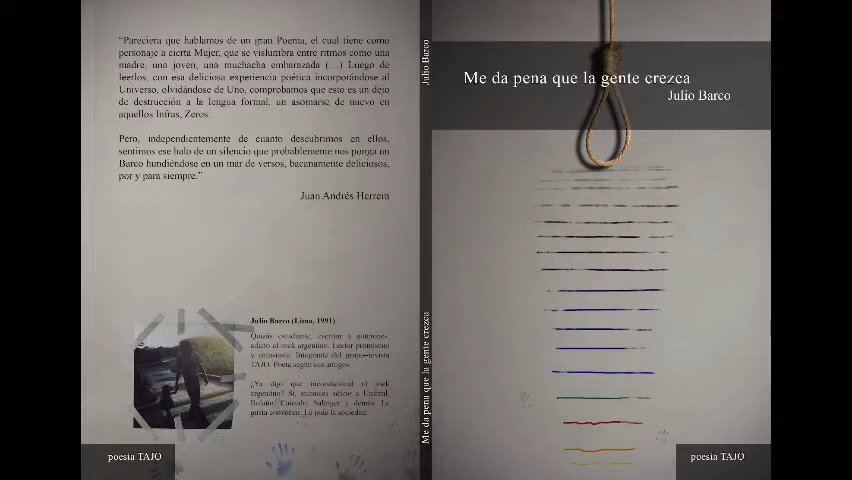 “Pareciera que hablamos de un gran Poema, el cual tiene como
personaje a cierta Mujer, que se vislumbra entre ritmos como una
madre, una joven, una muchacha embarazada (…) Luego de
leerlos, con esa deliciosa experiencia poética incorporándose al
Universo, olvidándose de Uno, comprobamos que esto es un dejo
de destrucción a la lengua formal, un asomarse de nuevo en
aquellos Infras, Zeros.
Pero, independientemente de cuanto descubrimos en ellos,
sentimos ese halo de un silencio que probablemente nos ponga un
Barco hundiéndose en un mar de versos, bacanamente deliciosos,
por y para siempre.”
Juan Andrés Herrera
Julio Barco (Lima, 1991)
Quizás estudiante, escritor a goterones,
adicto al rock argentino. Lector promiscuo
y entusiasta. Integrante del grupo-revista
TAJO. Poeta según sus amigos.
¿Ya dijo que incondicional al rock
argentino? Sí, entonces adicto a Umbral,
Bolaño, Caicedo, Salinger y demás. Le
gusta conversar. Le jode la sociedad.
poesia TAJO
Julio Barco
Me da pena que la gente crezca
Me da pena que la gente crezca
Julio Barco
poesia TAJO